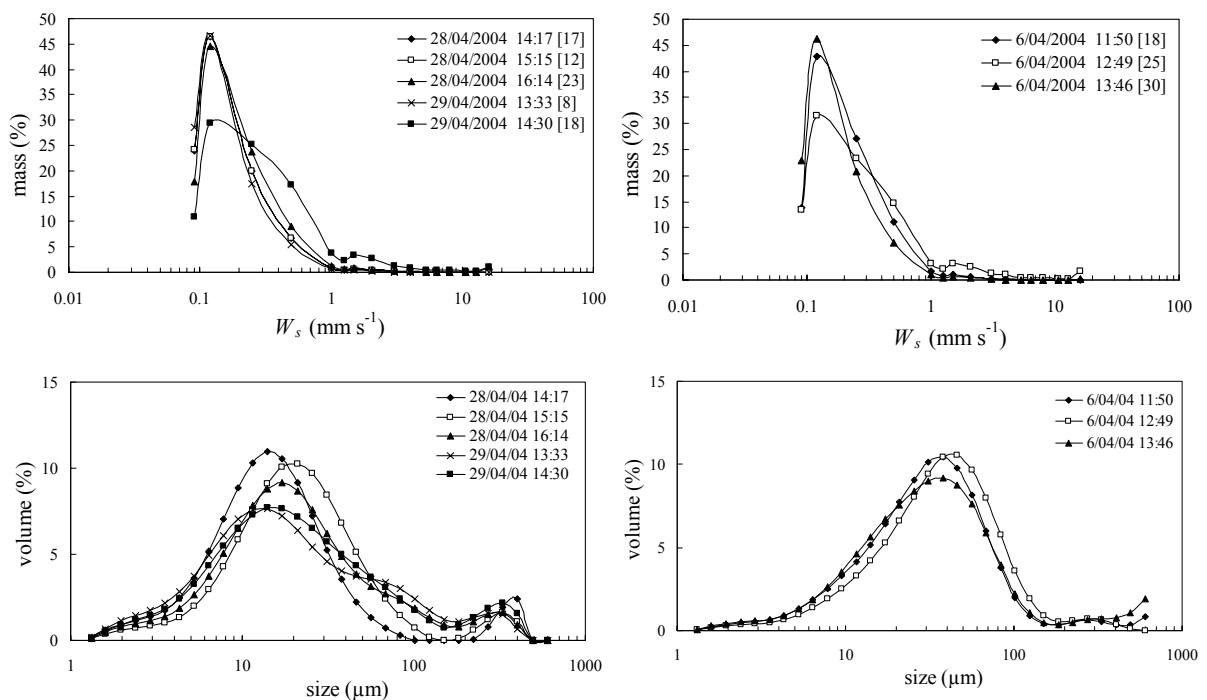 50
45
40
35
30
25
20
15
10
5
0
mass (%)
0.01 0.1 1 10 100
W_s (mm s^-1)
28/04/2004 14:17 [17]
28/04/2004 15:15 [12]
28/04/2004 16:14 [23]
29/04/2004 13:33 [8]
29/04/2004 14:30 [18]
50
45
40
35
30
25
20
15
10
5
0
mass (%)
0.01 0.1 1 10 100
W_s (mm s^-1)
6/04/2004 11:50 [18]
6/04/2004 12:49 [25]
6/04/2004 13:46 [30]
15
10
5
0
volume (%)
1 10 100 1000
size (µm)
28/04/04 14:17
28/04/04 15:15
28/04/04 16:14
29/04/04 13:33
29/04/04 14:30
15
10
5
0
volume (%)
1 10 100 1000
size (µm)
6/04/04 11:50
6/04/04 12:49
6/04/04 13:46